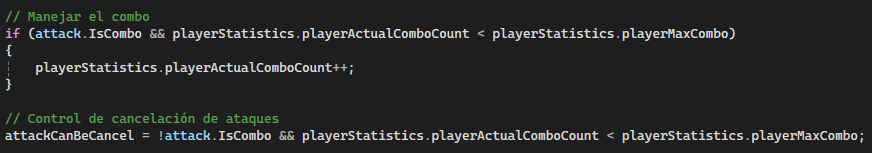 // Manejar el combo
if (attack.IsCombo && playerStatistics.playerActualComboCount < playerStatistics.playerMaxCombo)
{
    playerStatistics.playerActualComboCount++;
}
// Control de cancelación de ataques
attackCanBeCancel = !attack.IsCombo && playerStatistics.playerActualComboCount < playerStatistics.playerMaxCombo;